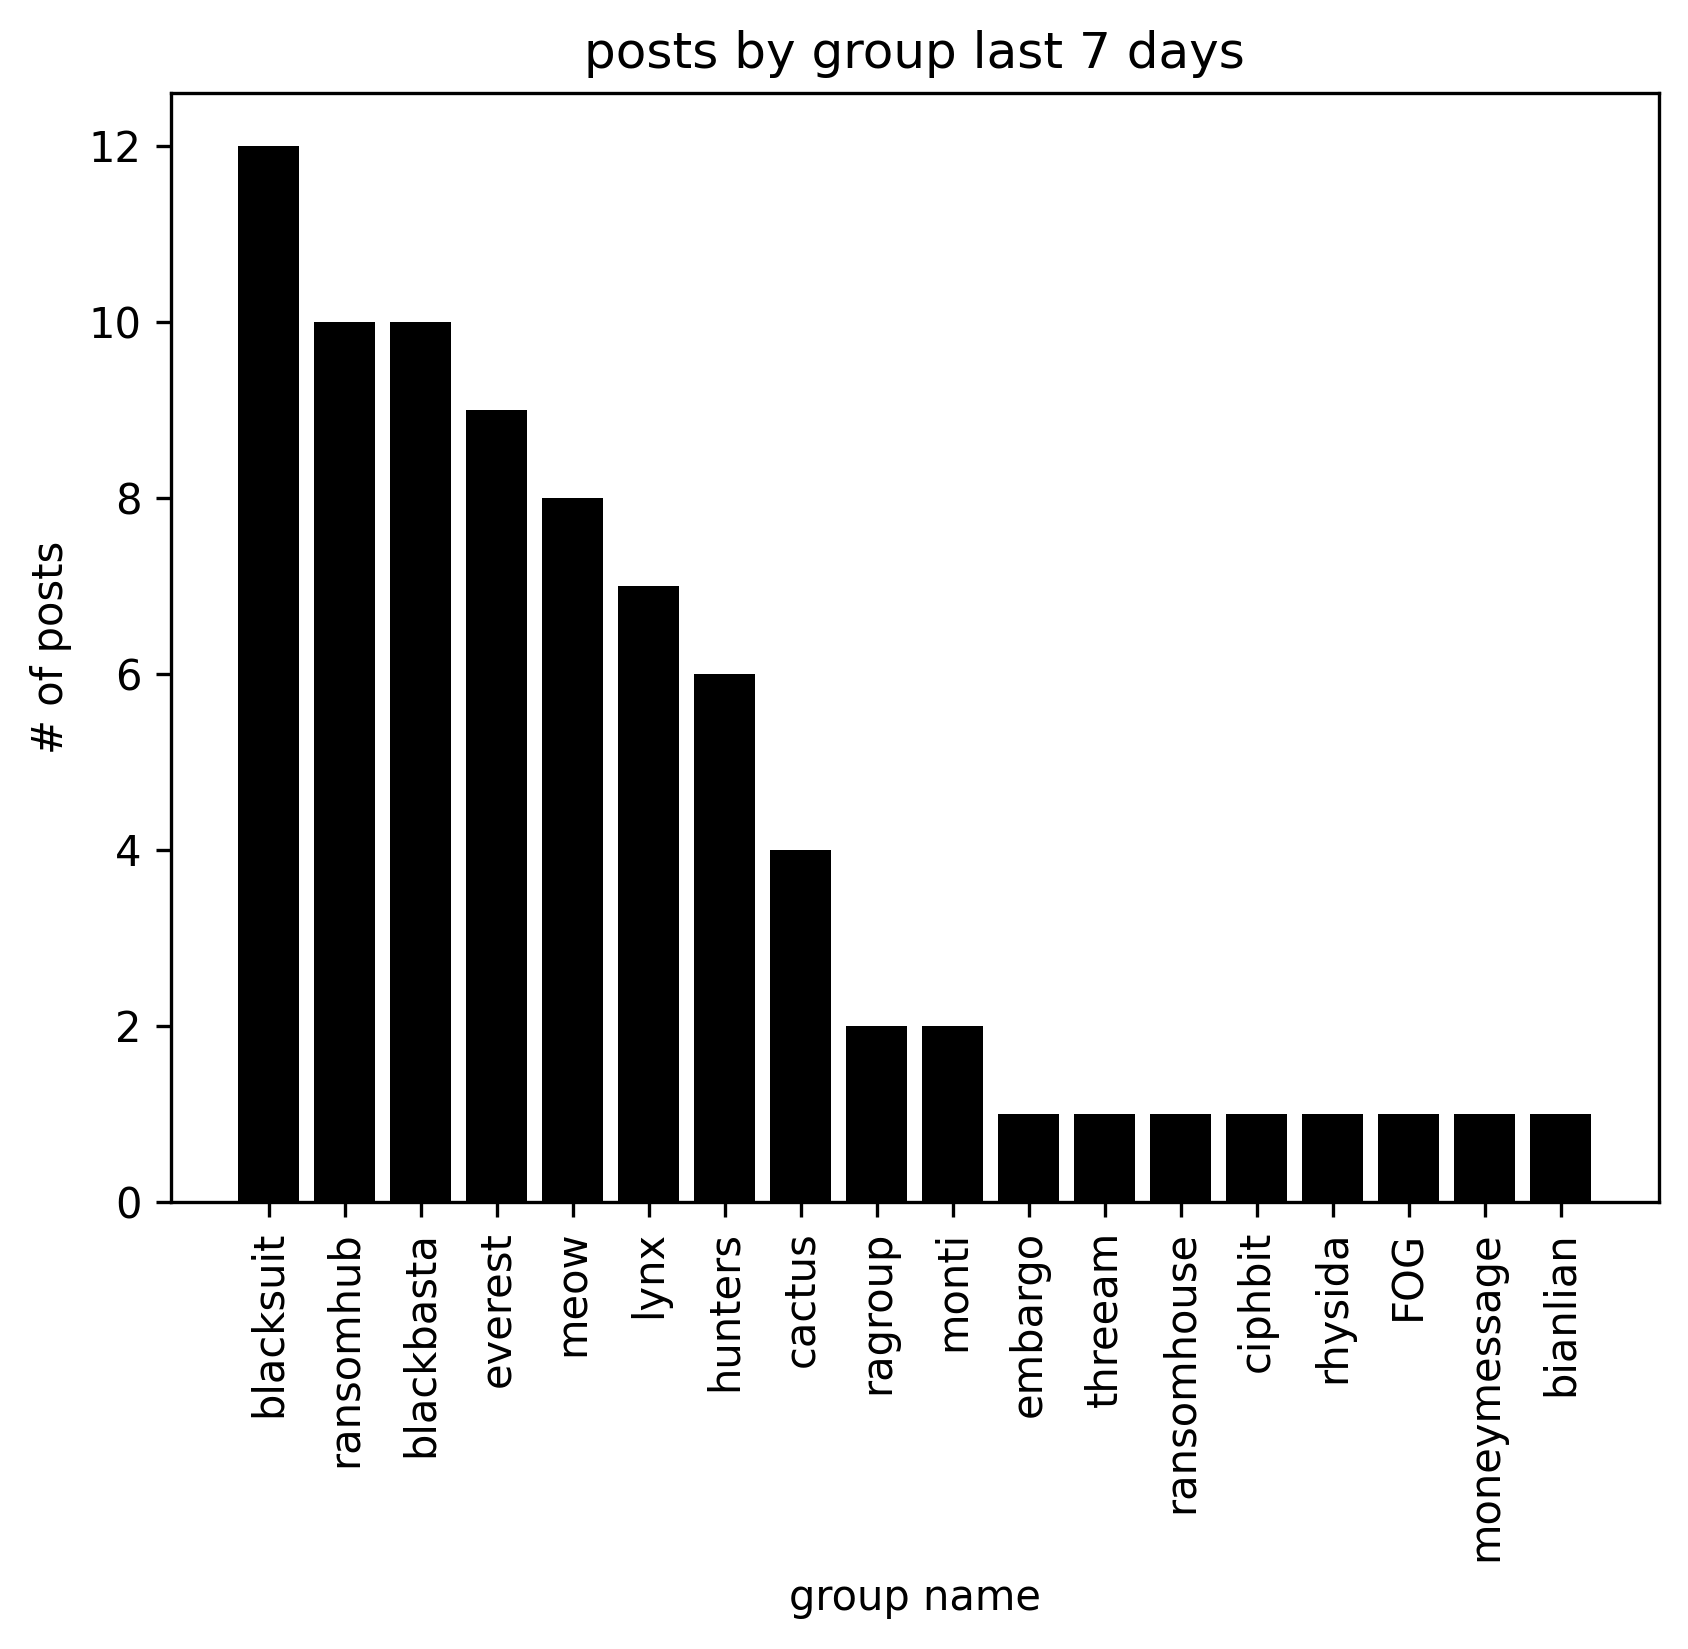 posts by group last 7 days
12
10
8
6
4
2
0
# of posts
blacksuit
ransomhub
blackbasta
everest
meow
lynx
hunters
cactus
ragroup
monti
embargo
threeam
ransomhouse
ciphbit
rhysida
FOG
moneymessage
bianlian
group name